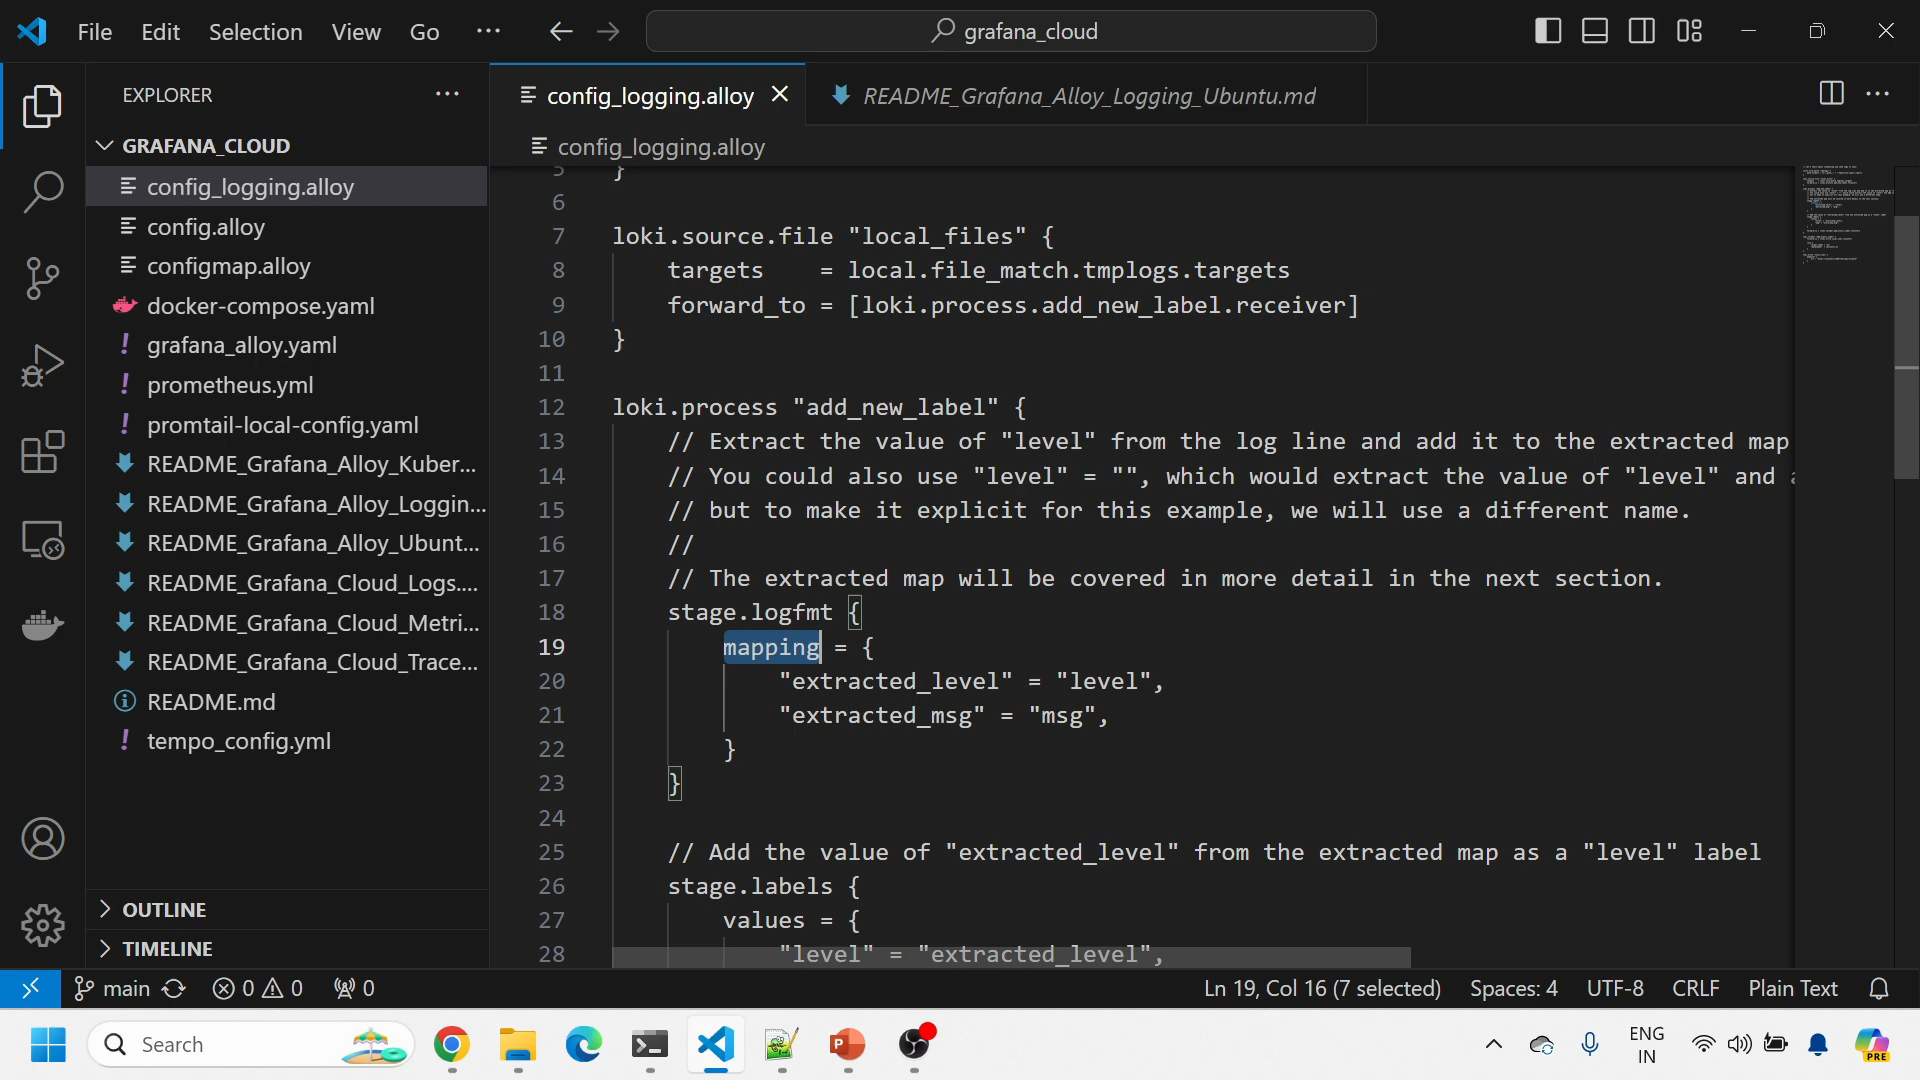 File Edit Selection View Go ··· grafana_cloud
EXPLORER
GRAFANA_CLOUD
config_logging.alloy
config.alloy
configmap.alloy
docker-compose.yaml
! grafana_alloy.yaml
! prometheus.yml
! promtail-local-config.yaml
README_Grafana_Alloy_Kuber...
README_Grafana_Alloy_Loggin...
README_Grafana_Alloy_Ubunt...
README_Grafana_Cloud_Logs....
README_Grafana_Cloud_Metri...
README_Grafana_Cloud_Trace...
README.md
! tempo_config.yml
OUTLINE
TIMELINE
config_logging.alloy README_Grafana_Alloy_Logging_Ubuntu.md
config_logging.alloy
5 }
6
7 loki.source.file "local_files" {
8 targets = local.file_match.tmplogs.targets
9 forward_to = [loki.process.add_new_label.receiver]
10 }
11
12 loki.process "add_new_label" {
13 // Extract the value of "level" from the log line and add it to the extracted map
14 // You could also use "level" = "", which would extract the value of "level" and
15 // but to make it explicit for this example, we will use a different name.
16 //
17 // The extracted map will be covered in more detail in the next section.
18 stage.logfmt {
19 mapping = {
20 "extracted_level" = "level",
21 "extracted_msg" = "msg",
22 }
23 }
24
25 // Add the value of "extracted_level" from the extracted map as a "level" label
26 stage.labels {
27 values = {
28 "level" = "extracted_level",
main 0 0 0 Ln 19, Col 16 (7 selected) Spaces: 4 UTF-8 CRLF Plain Text
Search
ENG
IN
PRE